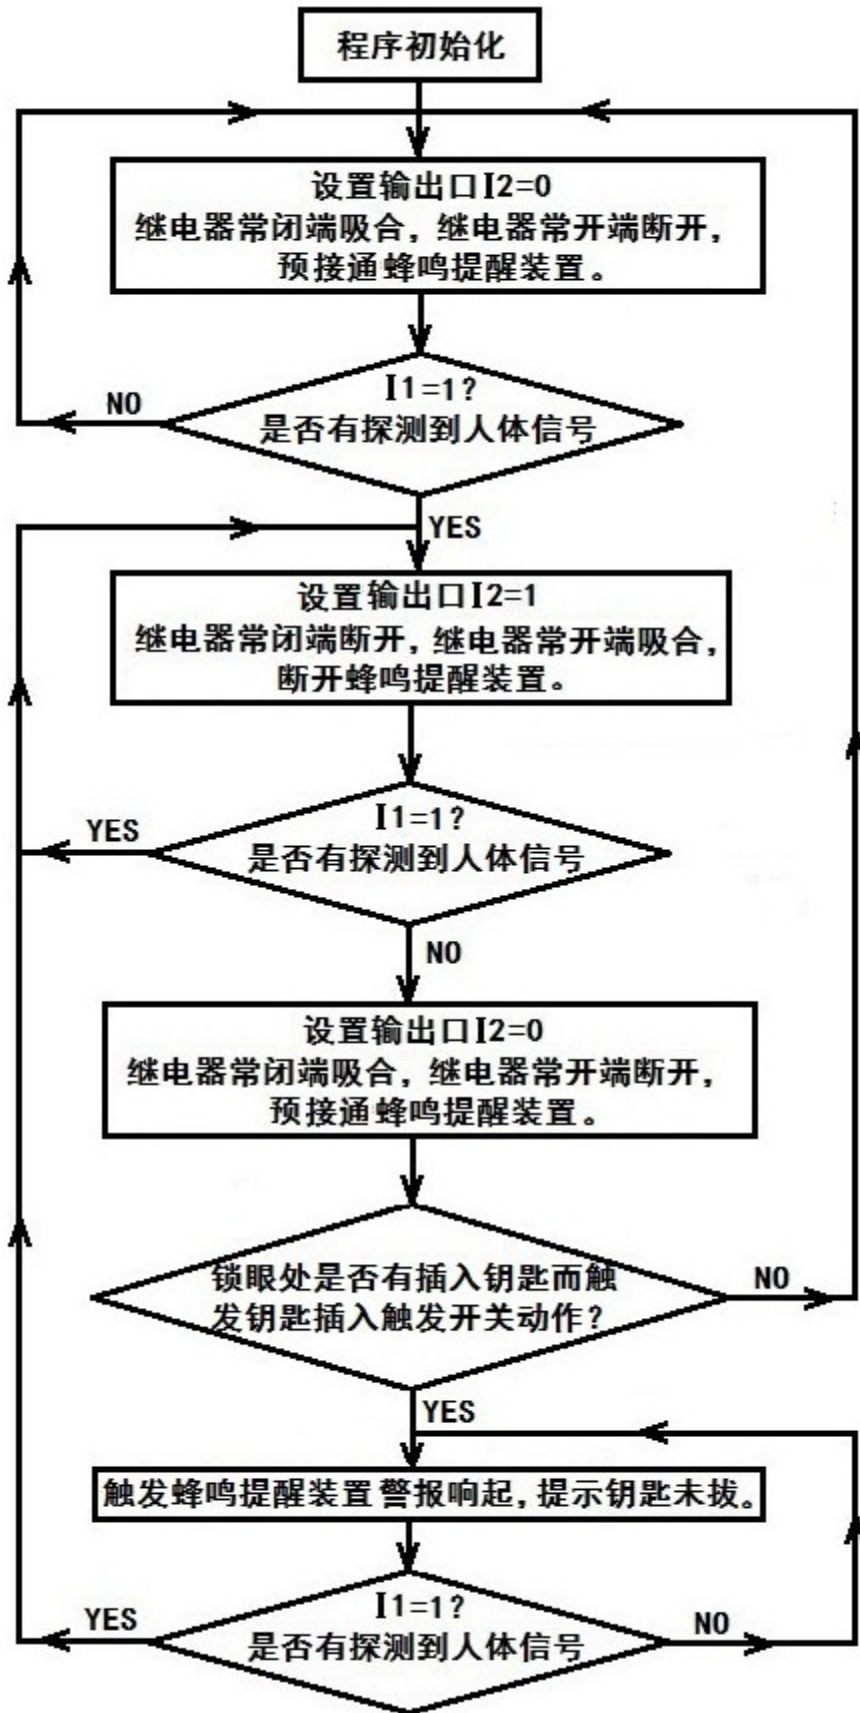 程序初始化
设置输出口I2=0
继电器常闭端吸合，继电器常开端断开，
预接通蜂鸣提醒装置。
I1=1？
是否有探测到人体信号
NO
YES
设置输出口I2=1
继电器常闭端断开，继电器常开端吸合，
断开蜂鸣提醒装置。
I1=1？
是否有探测到人体信号
YES
NO
设置输出口I2=0
继电器常闭端吸合，继电器常开端断开，
预接通蜂鸣提醒装置。
锁眼处是否有插入钥匙而触
发钥匙插入触发开关动作？
NO
YES
触发蜂鸣提醒装置警报响起，提示钥匙未拔。
I1=1？
是否有探测到人体信号
YES
NO